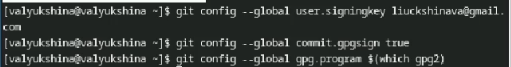 [valyukshina@valyukshina ~]$ git config --global user.signingkey liuckshinava@gmail.
com
[valyukshina@valyukshina ~]$ git config --global commit.gpgsign true
[valyukshina@valyukshina ~]$ git config --global gpg.program $(which gpg2)